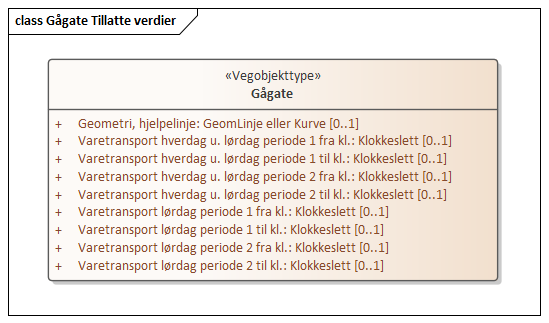 class Gågate Tillatte verdier
«Vegobjekttype»
Gågate
+ Geometri, hjelpelinje: GeomLinje eller Kurve [0..1]
+ Varetransport hverdag u. lørdag periode 1 fra kl.: Klokkeslett [0..1]
+ Varetransport hverdag u. lørdag periode 1 til kl.: Klokkeslett [0..1]
+ Varetransport hverdag u. lørdag periode 2 fra kl.: Klokkeslett [0..1]
+ Varetransport hverdag u. lørdag periode 2 til kl.: Klokkeslett [0..1]
+ Varetransport lørdag periode 1 fra kl.: Klokkeslett [0..1]
+ Varetransport lørdag periode 1 til kl.: Klokkeslett [0..1]
+ Varetransport lørdag periode 2 fra kl.: Klokkeslett [0..1]
+ Varetransport lørdag periode 2 til kl.: Klokkeslett [0..1]